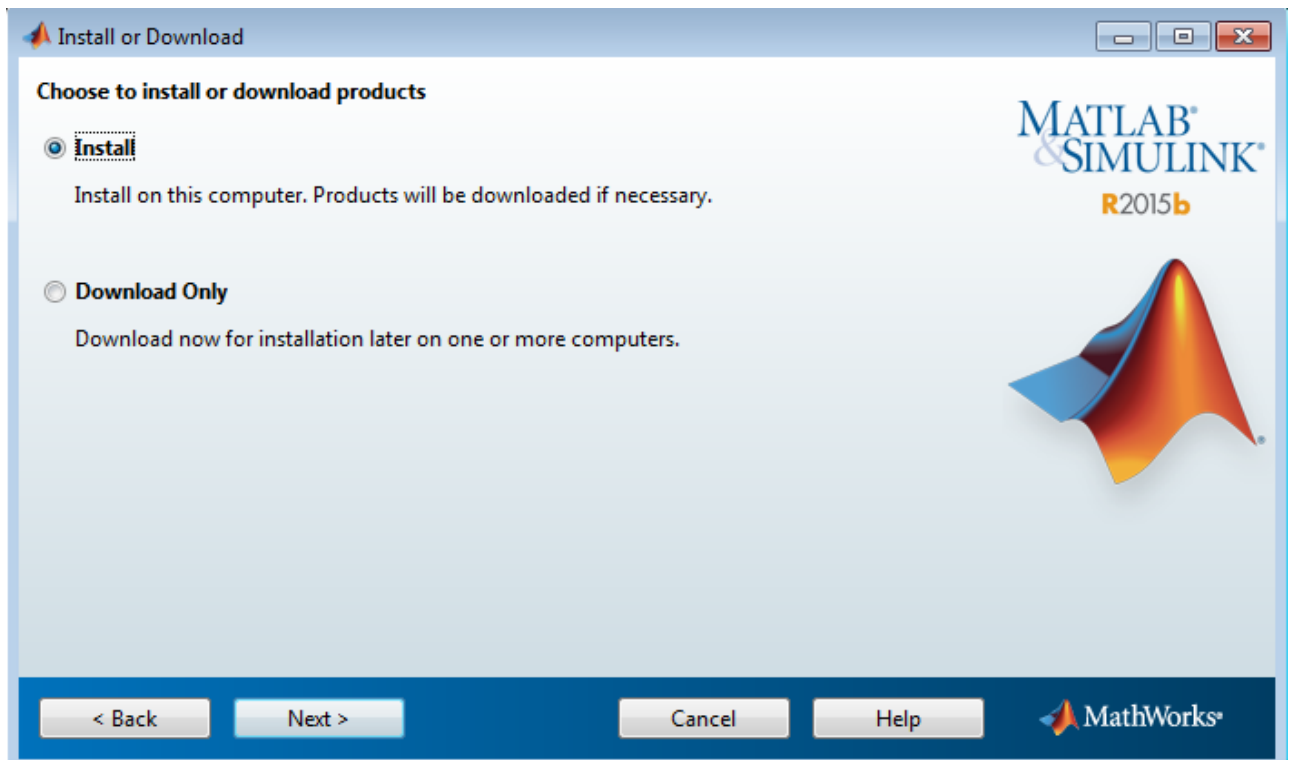 Install or Download
Choose to install or download products
Install
Install on this computer. Products will be downloaded if necessary.
Download Only
Download now for installation later on one or more computers.
MATLAB®
&SIMULINK®
R2015b
®
< Back
Next >
Cancel
Help
MathWorks®